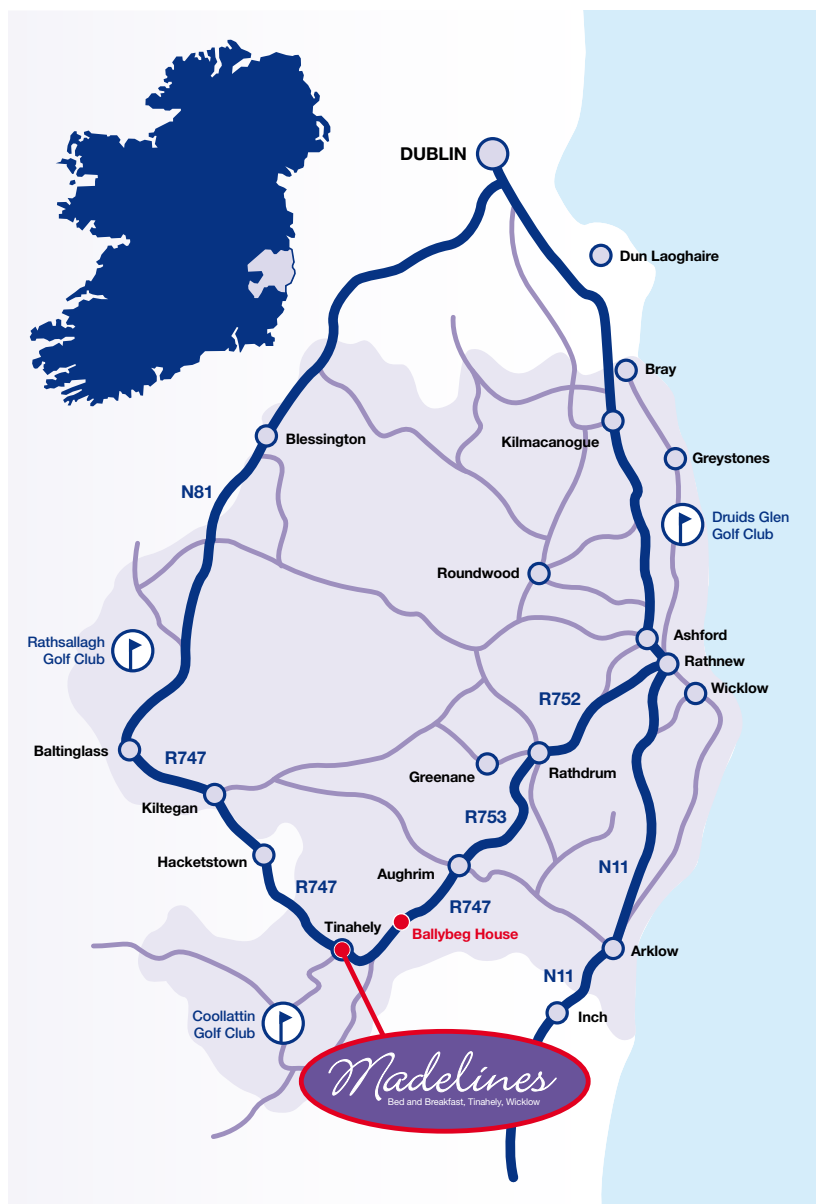 DUBLIN
Dun Laoghaire
Bray
Blessington
Kilmacanogue
Greystones
N81
Druids Glen
Golf Club
Roundwood
Ashford
Rathsallagh
Golf Club
Rathnew
Wicklow
R752
Baltinglass
R747
Greenane
Rathdrum
Kiltegan
R753
Hacketstown
Aughrim
N11
R747
R747
Tinahely
Ballybeg House
Arklow
N11
Coollattin
Golf Club
Inch
Madelines
Bed and Breakfast, Tinahely, Wicklow